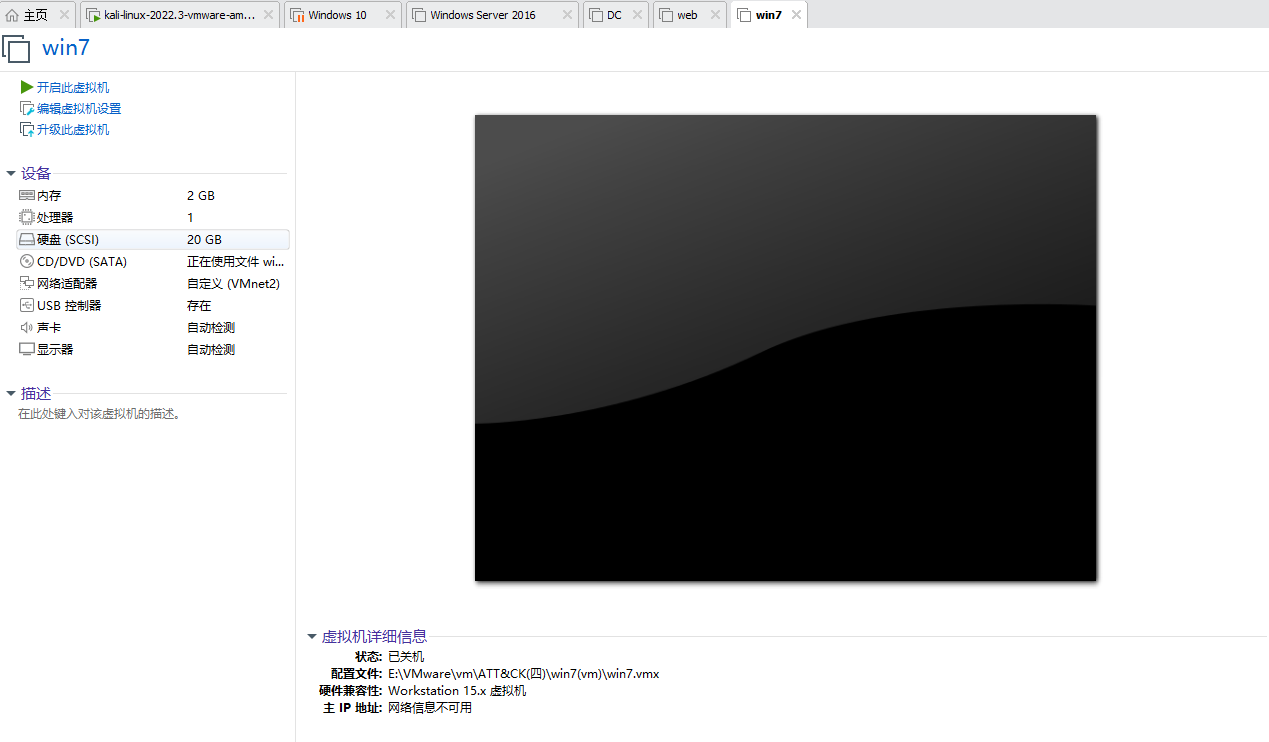 主页 kali-linux-2022.3-vmware-am... Windows 10 Windows Server 2016 DC web win7
win7
开启此虚拟机
编辑虚拟机设置
升级此虚拟机
设备
内存 2 GB
处理器 1
硬盘 (SCSI) 20 GB
CD/DVD (SATA) 正在使用文件 wi...
网络适配器 自定义 (VMnet2)
USB 控制器 存在
声卡 自动检测
显示器 自动检测
描述
在此处键入对该虚拟机的描述。
虚拟机详细信息
状态: 已关机
配置文件: E:\VMware\vm\ATT&CK(四)\win7(vm)\win7.vmx
硬件兼容性: Workstation 15.x 虚拟机
主 IP 地址: 网络信息不可用